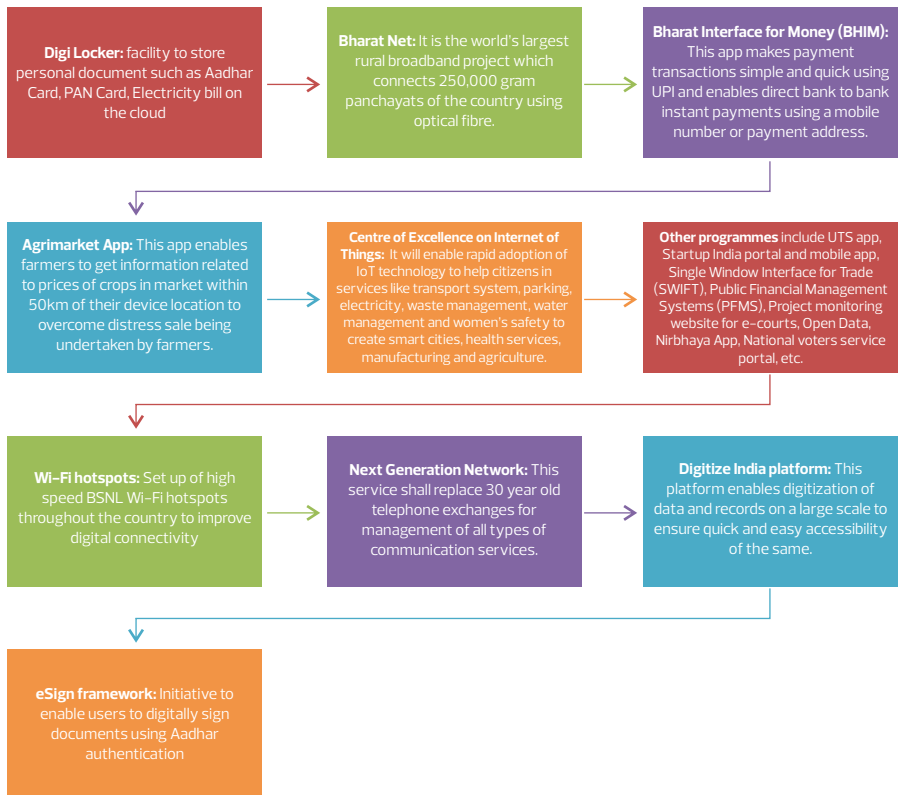 Digi Locker: facility to store
personal document such as Aadhar
Card, PAN Card, Electricity bill on
the cloud
Bharat Net: It is the world's largest
rural broadband project which
connects 250,000 gram
panchayats of the country using
optical fibre.
Bharat Interface for Money (BHIM):
This app makes payment
transactions simple and quick using
UPI and enables direct bank to bank
instant payments using a mobile
number or payment address.
Agrimarket App: This app enables
farmers to get information related
to prices of crops in market within
50km of their device location to
overcome distress sale being
undertaken by farmers.
Centre of Excellence on Internet of
Things: It will enable rapid adoption of
IoT technology to help citizens in
services like transport system, parking,
electricity, waste management, water
management and women's safety to
create smart cities, health services,
manufacturing and agriculture.
Other programmes include UTS app,
Startup India portal and mobile app,
Single Window Interface for Trade
(SWIFT), Public Financial Management
Systems (PFMS), Project monitoring
website for e-courts, Open Data,
Nirbhaya App, National voters service
portal, etc.
Wi-Fi hotspots: Set up of high
speed BSNL Wi-Fi hotspots
throughout the country to improve
digital connectivity
Next Generation Network: This
service shall replace 30 year old
telephone exchanges for
management of all types of
communication services.
Digitize India platform: This
platform enables digitization of
data and records on a large scale to
ensure quick and easy accessibility
of the same.
eSign framework: Initiative to
enable users to digitally sign
documents using Aadhar
authentication